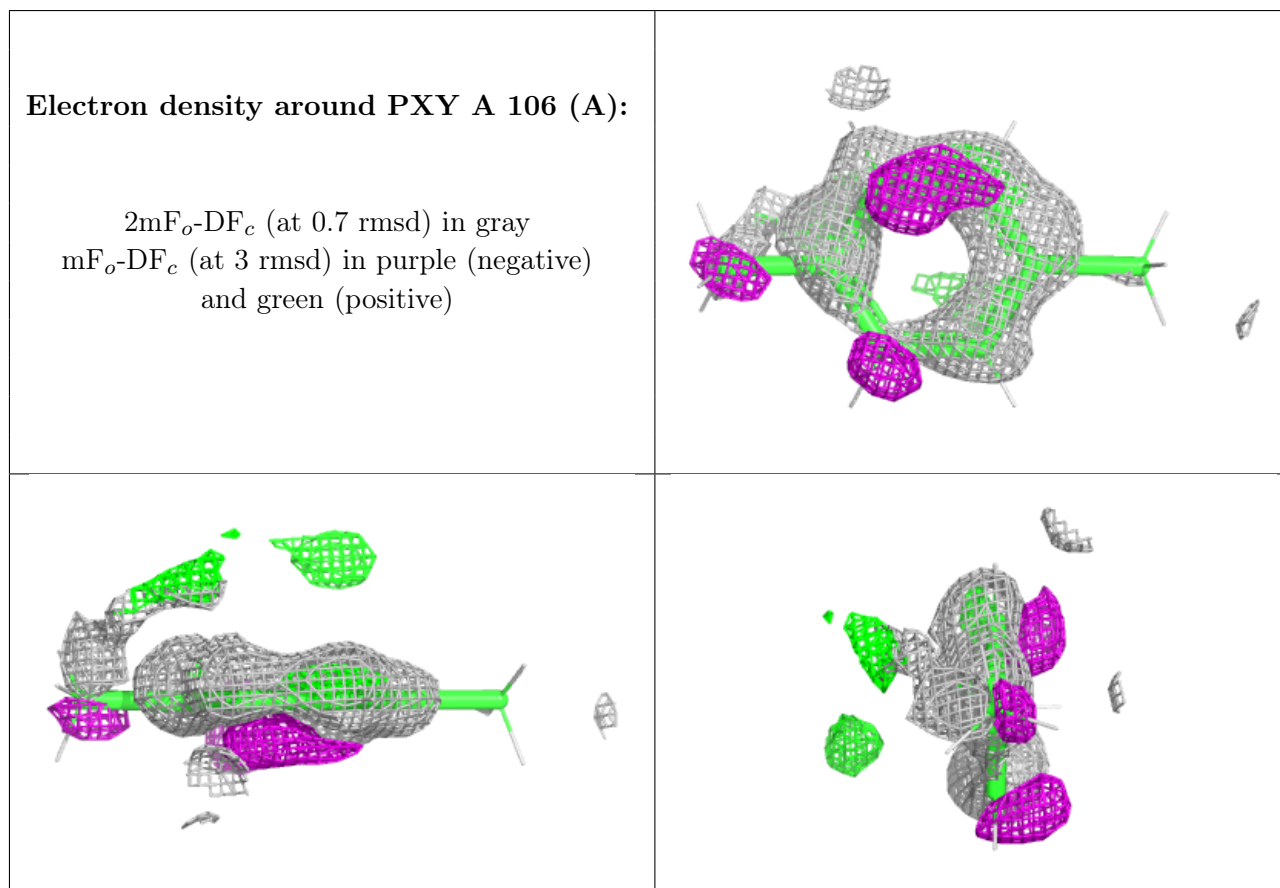 Electron density around PXY A 106 (A):
2mFo-DFc (at 0.7 rmsd) in gray
mFo-DFc (at 3 rmsd) in purple (negative)
and green (positive)